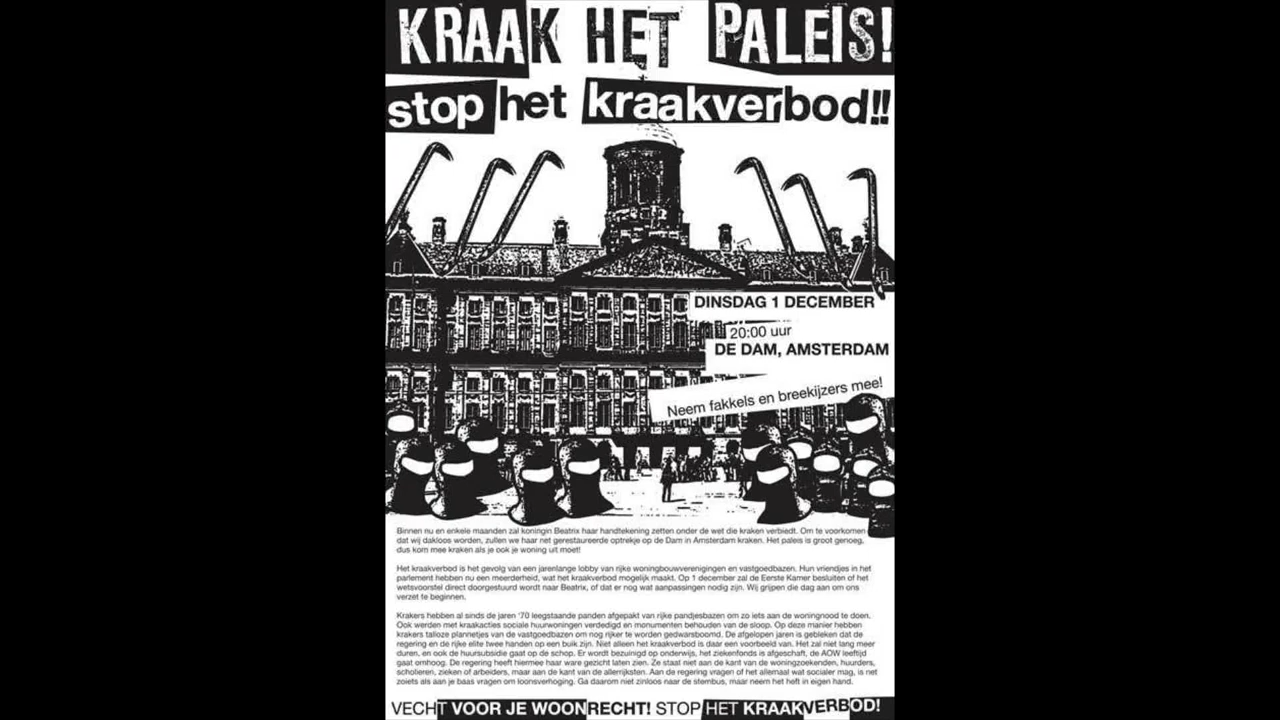 KRAAK HET PALEIS!
stop het kraakverbod!!
DINSDAG 1 DECEMBER
20:00 uur
DE DAM, AMSTERDAM
Neem fakkels en breekijzers mee!
Binnen nu en enkele maanden zal koningin Beatrix haar handtekening zetten onder de wet die kraken verbiedt. Om te voorkomen
dat wij dakloos worden, zullen we haar net gerestaureerde optrekje op de Dam in Amsterdam kraken. Het paleis is groot genoeg,
dus kom mee kraken als je ook je woning uit moet!
Het kraakverbod is het gevolg van een jarenlange lobby van rijke woningbouwverenigingen en vastgoedbazen. Hun vriendjes in het
parlement hebben nu een meerderheid, wat het kraakverbod mogelijk maakt. Op 1 december zal de Eerste Kamer besluiten of het
wetsvoorstel direct doorgestuurd wordt naar Beatrix, of dat er nog wat aanpassingen nodig zijn. Wij grijpen die dag aan om ons
verzet te beginnen.
Krakers hebben al sinds de jaren '70 leegstaande panden afgepakt van rijke pandjesbazen om zo iets aan de woningnood te doen.
Ook werden met kraakacties sociale huurwoningen verdedigd en monumenten behouden van de sloop. Op deze manier hebben
krakers talloze plannetjes van de vastgoedbazen om nog rijker te worden gedwarsboomd. De afgelopen jaren is gebleken dat de
regering en de rijke elite twee handen op een buik zijn. Niet alleen het kraakverbod is daar een voorbeeld van. Het zal niet lang meer
duren, en ook de huursubsidie gaat op de schop. Er wordt bezuinigd op onderwijs, het ziekenfonds is afgeschaft, de AOW leeftijd
gaat omhoog. De regering heeft hiermee haar ware gezicht laten zien. Ze staat niet aan de kant van de woningzoekenden, huurders,
scholieren, zieken of arbeiders, maar aan de kant van de allerrijksten. Aan de regering vragen of het allemaal wat socialer mag, is net
zoiets als aan je baas vragen om loonsverhoging. Ga daarom niet zinloos naar de stembus, maar neem het heft in eigen hand.
VECHT VOOR JE WOONRECHT! STOP HET KRAAKVERBOD!